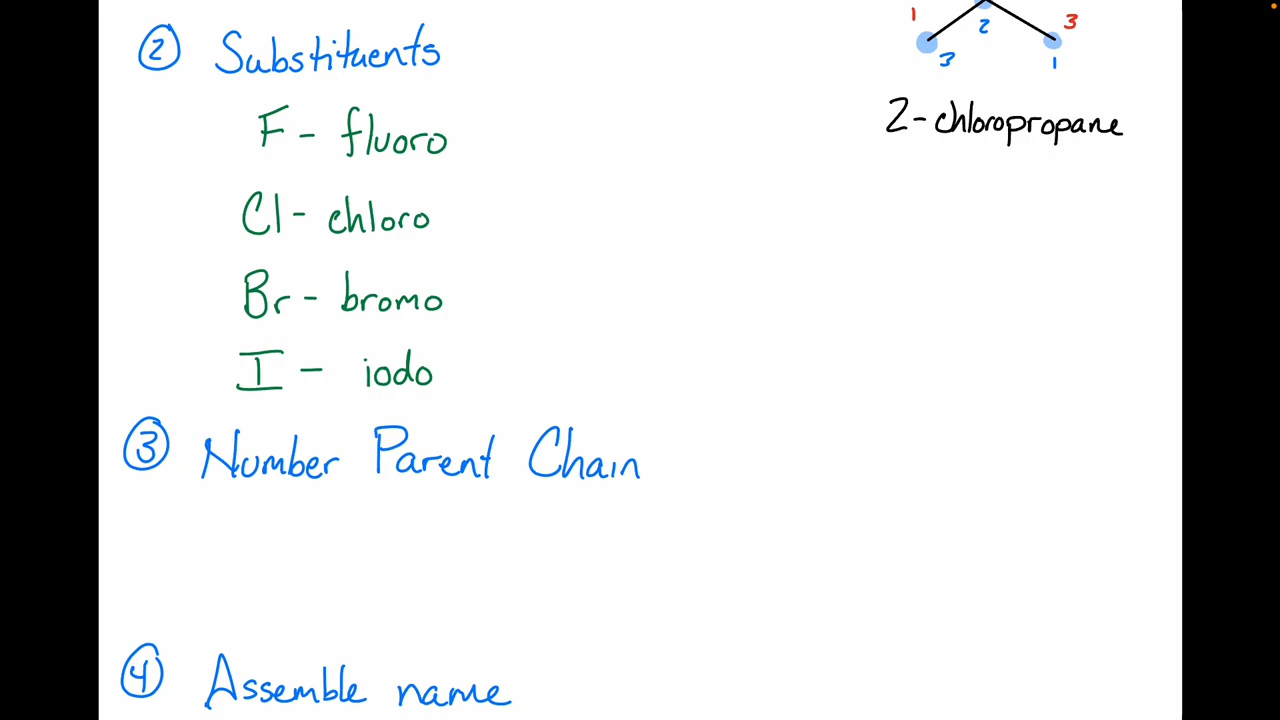 ② Substituents
F - fluoro
Cl - chloro
Br - bromo
I - iodo
③ Number Parent Chain
④ Assemble name
1 3
2
3 1
2-chloropropane